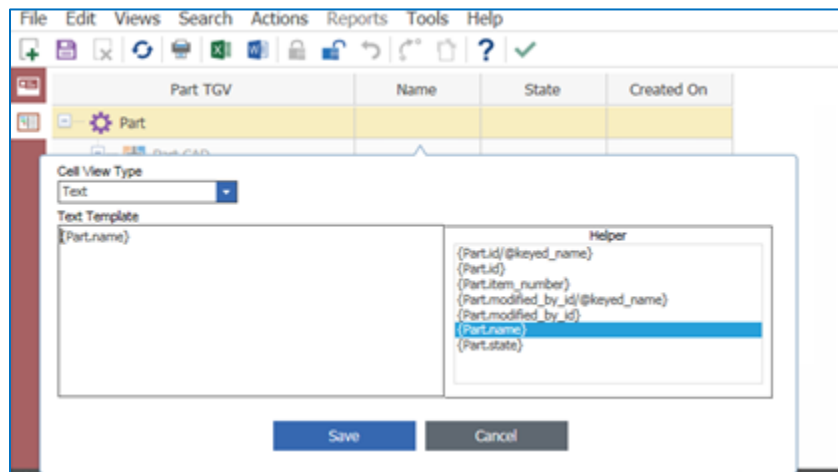 File Edit Views Search Actions Reports Tools Help
Part TGV Name State Created On
Part
Part CAD
Cell View Type
Text
Text Template
{Part.name}
Helper
{Part.id/@keyed_name}
{Part.id}
{Part.item_number}
{Part.modified_by_id/@keyed_name}
{Part.modified_by_id}
{Part.name}
{Part.state}
Save Cancel